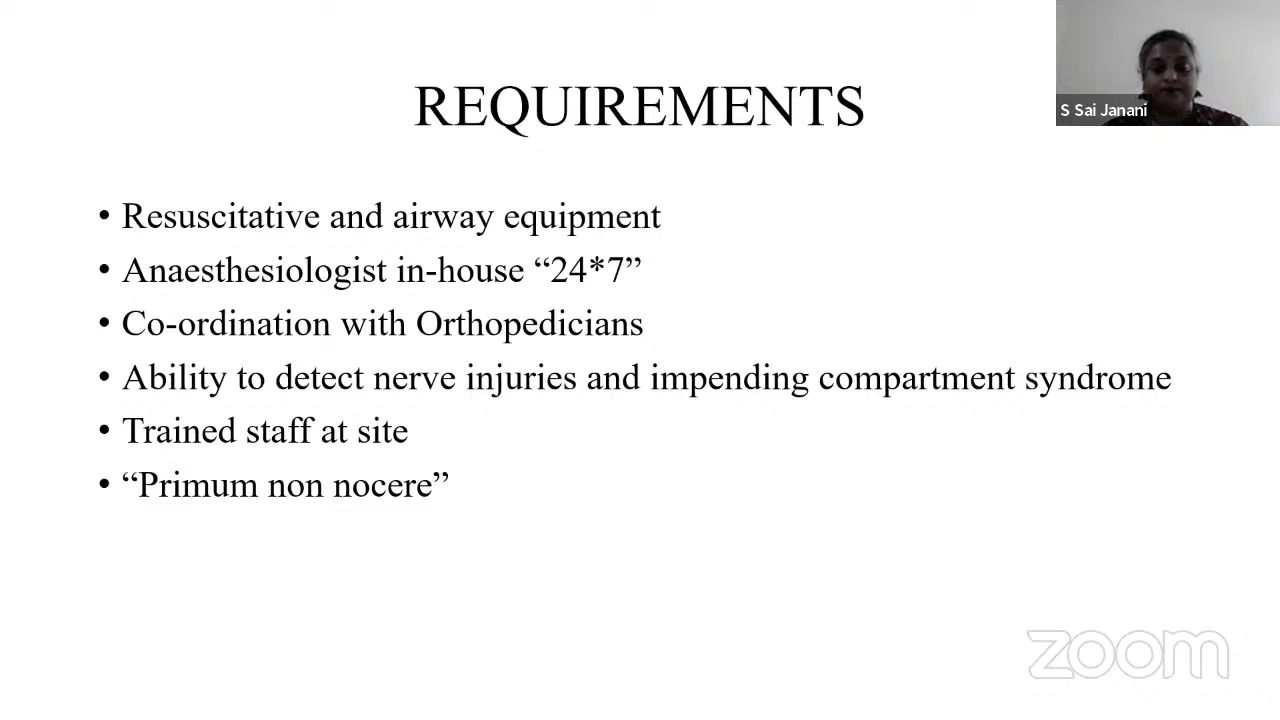 REQUIREMENTS
S Sai Janani
• Resuscitative and airway equipment
• Anaesthesiologist in-house “24*7”
• Co-ordination with Orthopedicians
• Ability to detect nerve injuries and impending compartment syndrome
• Trained staff at site
• “Primum non nocere”
zoom